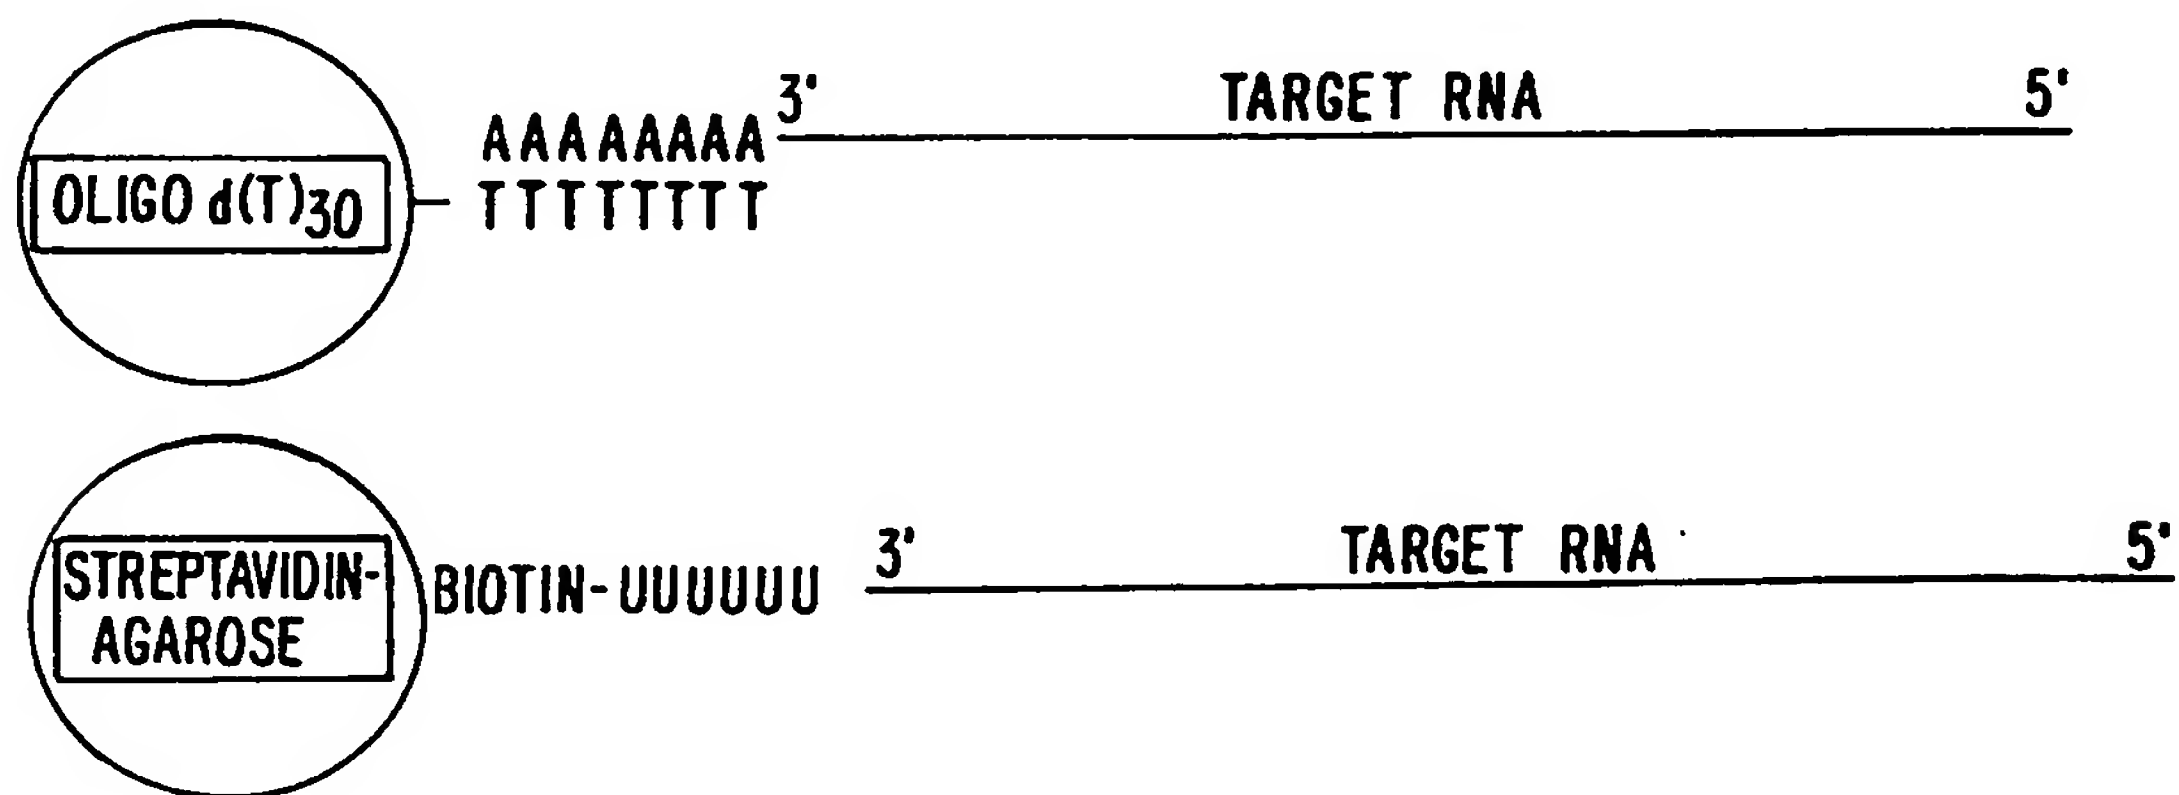 3' TARGET RNA 5'
AAAAAAAA
OLIGO d(T)30 TTTTTTTT
3' TARGET RNA 5'
STREPTAVIDIN- BIOTIN-UUUUUU
AGAROSE